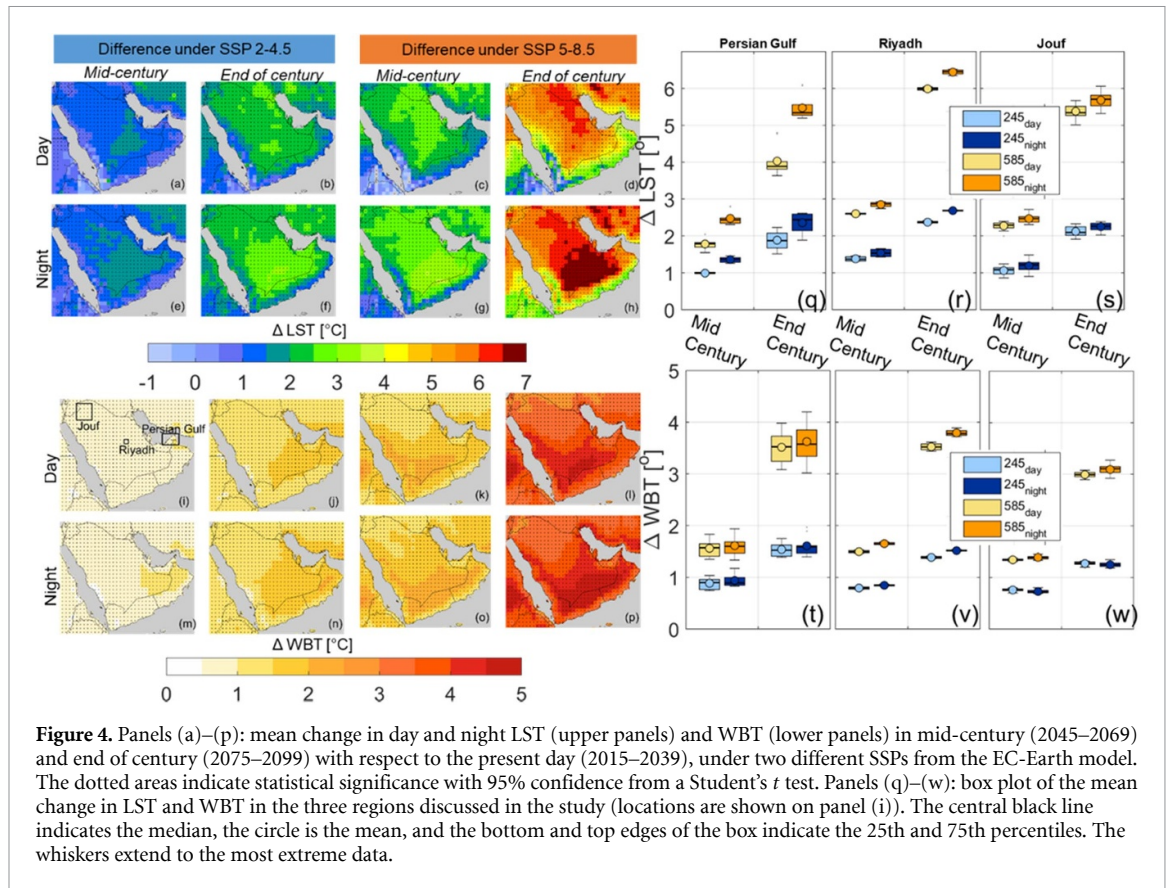 Difference under SSP 2-4.5
Difference under SSP 5-8.5
Mid-century
End of century
Mid-century
End of century
Day
(a)
(b)
(c)
(d)
Night
(e)
(f)
(g)
(h)
Δ LST [°C]
-1 0 1 2 3 4 5 6 7
Day
Jouf
Persian Gulf
Riyadh
(i)
(j)
(k)
(l)
Night
(m)
(n)
(o)
(p)
Δ WBT [°C]
0 1 2 3 4 5
Persian Gulf
Riyadh
Jouf
Δ LST [°]
6
5
4
3
2
1
0
245day
245night
585day
585night
(q)
(r)
(s)
Mid Century
End Century
Mid Century
End Century
Mid Century
End Century
Δ WBT [°]
5
4
3
2
1
0
245day
245night
585day
585night
(t)
(v)
(w)
Figure 4. Panels (a)–(p): mean change in day and night LST (upper panels) and WBT (lower panels) in mid-century (2045–2069)
and end of century (2075–2099) with respect to the present day (2015–2039), under two different SSPs from the EC-Earth model.
The dotted areas indicate statistical significance with 95% confidence from a Student's t test. Panels (q)–(w): box plot of the mean
change in LST and WBT in the three regions discussed in the study (locations are shown on panel (i)). The central black line
indicates the median, the circle is the mean, and the bottom and top edges of the box indicate the 25th and 75th percentiles. The
whiskers extend to the most extreme data.